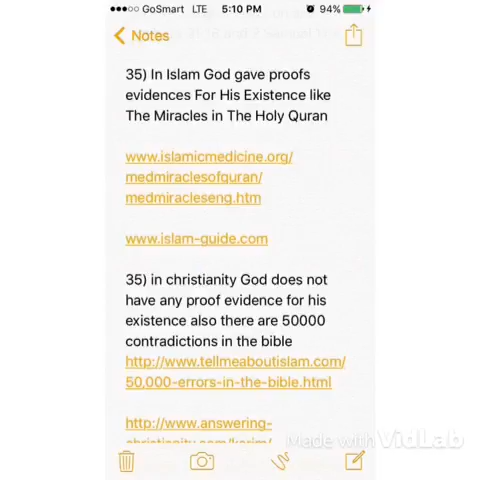 GoSmart LTE 5:10 PM 94%
Notes
35) In Islam God gave proofs
evidences For His Existence like
The Miracles in The Holy Quran
www.islamicmedicine.org/
medmiraclesofquran/
medmiracleseng.htm
www.islam-guide.com
35) in christianity God does not
have any proof evidence for his
existence also there are 50000
contradictions in the bible
http://www.tellmeaboutislam.com/
50,000-errors-in-the-bible.html
http://www.answering-
christianity.com/karim/
Made with VidLab